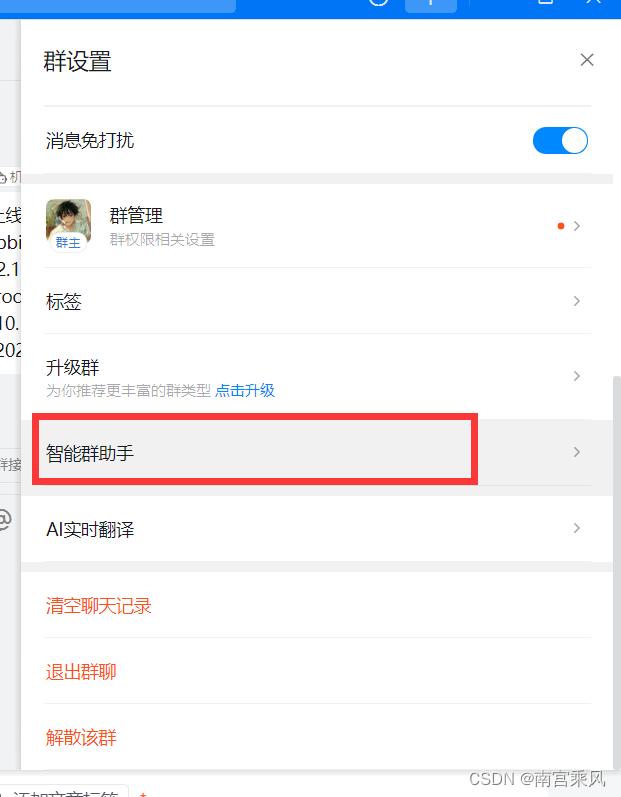 群设置
消息免打扰
机
群管理
群主
群权限相关设置
标签
升级群
为你推荐更丰富的群类型 点击升级
智能群助手
@
AI实时翻译
清空聊天记录
退出群聊
解散该群
CSDN @南宫乘风